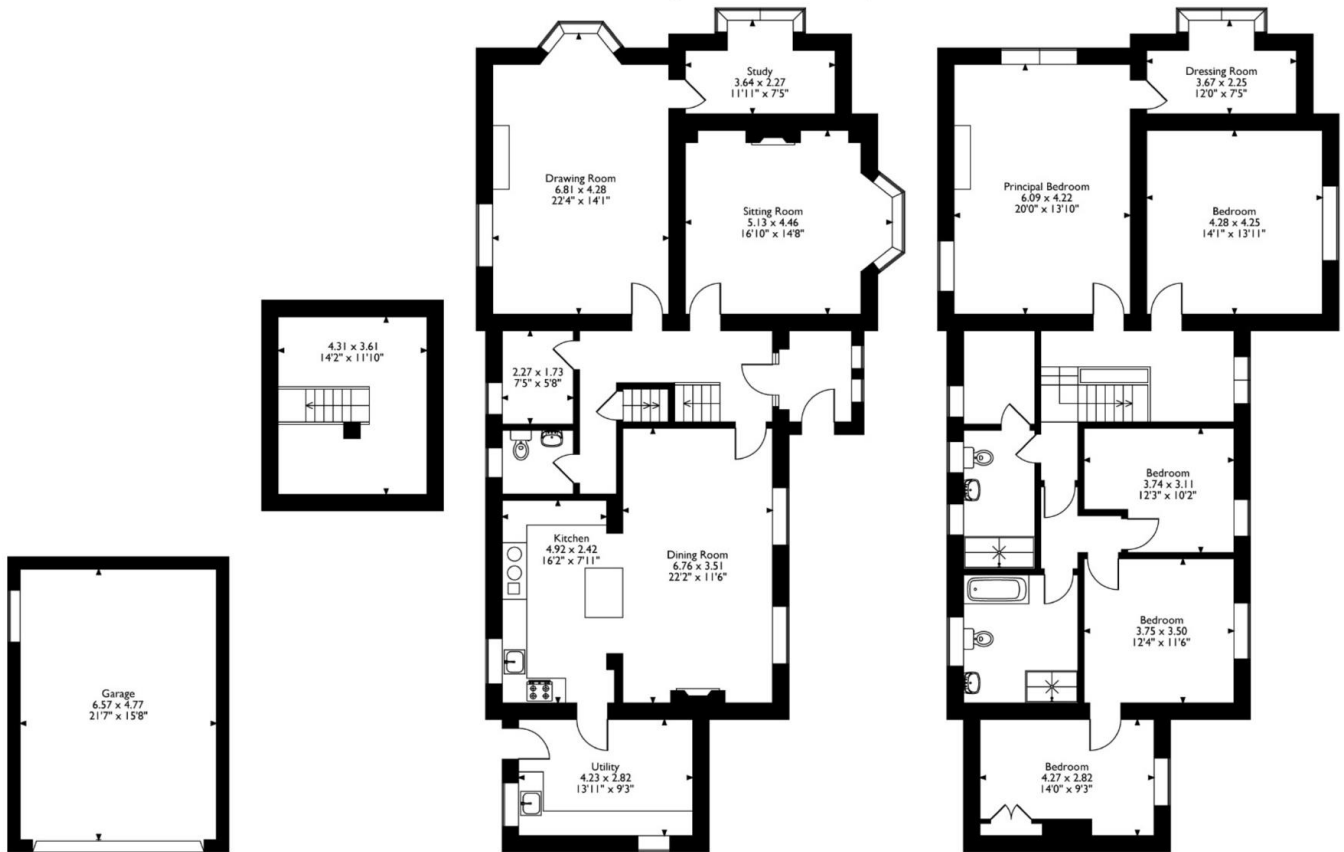 Study
3.64 x 2.27
11'11" x 7'5"
Dressing Room
3.67 x 2.25
12'0" x 7'5"
Drawing Room
6.81 x 4.28
22'4" x 14'1"
Sitting Room
5.13 x 4.46
16'10" x 14'8"
Principal Bedroom
6.09 x 4.22
20'0" x 13'10"
Bedroom
4.28 x 4.25
14'1" x 13'11"
4.31 x 3.61
14'2" x 11'10"
2.27 x 1.73
7'5" x 5'8"
Bedroom
3.74 x 3.11
12'3" x 10'2"
Kitchen
4.92 x 2.42
16'2" x 7'11"
Dining Room
6.76 x 3.51
22'2" x 11'6"
Bedroom
3.75 x 3.50
12'4" x 11'6"
Garage
6.57 x 4.77
21'7" x 15'8"
Utility
4.23 x 2.82
13'11" x 9'3"
Bedroom
4.27 x 2.82
14'0" x 9'3"